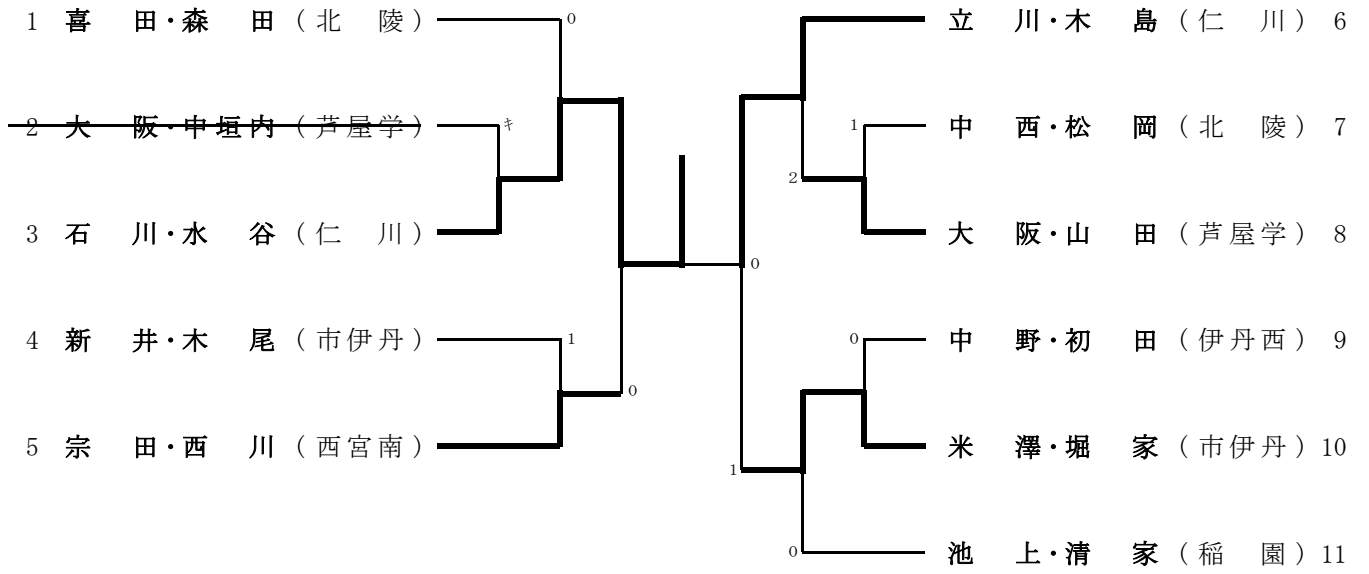 1 喜 田・森 田 (北 陵) 0
2 大 阪・中垣内 (芦屋学) キ
3 石 川・水 谷 (仁 川)
4 新 井・木 尾 (市伊丹) 1
0
5 宗 田・西 川 (西宮南)
立 川・木 島 (仁 川) 6
1 中 西・松 岡 (北 陵) 7
2
大 阪・山 田 (芦屋学) 8
0
0 中 野・初 田 (伊丹西) 9
米 澤・堀 家 (市伊丹) 10
1
0 池 上・清 家 (稲 園) 11